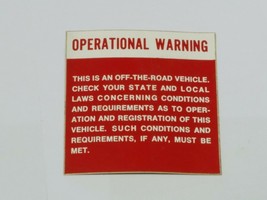 OPERATIONAL WARNING
THIS IS AN OFF-THE-ROAD VEHICLE.
CHECK YOUR STATE AND LOCAL
LAWS CONCERNING CONDITIONS
AND REQUIREMENTS AS TO OPER-
ATION AND REGISTRATION OF THIS
VEHICLE. SUCH CONDITIONS AND
REQUIREMENTS, IF ANY, MUST BE
MET.